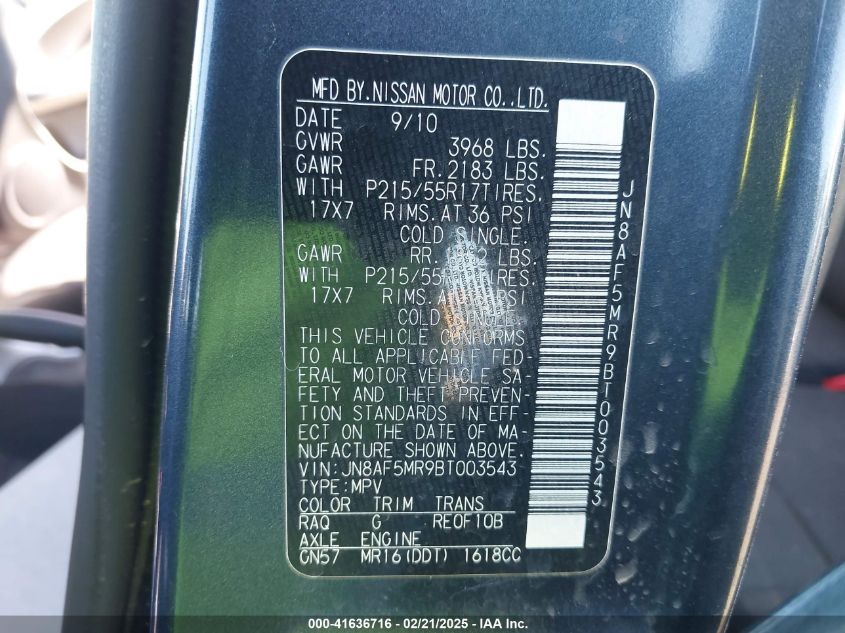 MFD BY.NISSAN MOTOR CO.,LTD.
DATE 9/10
GVWR 3968 LBS.
GAWR FR.2183 LBS.
WITH P215/55R17TIRES.
17X7 RIMS.AT 36 PSI
COLD SINGLE.
GAWR RR. LBS.
WITH
17X7 RIMS. PSI
COLD SINGLE.
THIS VEHICLE CONFORMS
TO ALL APPLICABLE FED-
ERAL MOTOR VEHICLE SA-
FETY AND THEFT PREVEN-
TION STANDARDS IN EFF-
ECT ON THE DATE OF MA-
NUFACTURE SHOWN ABOVE.
VIN:JN8AF5MR9BT003543
TYPE:MPV
COLOR TRIM TRANS
RAQ G RE0F10B
AXLE ENGINE
GN57 MR16(DDT) 1618CC
JN8AF5MR9BT003543
000-41636716 - 02/21/2025 - IAA Inc.